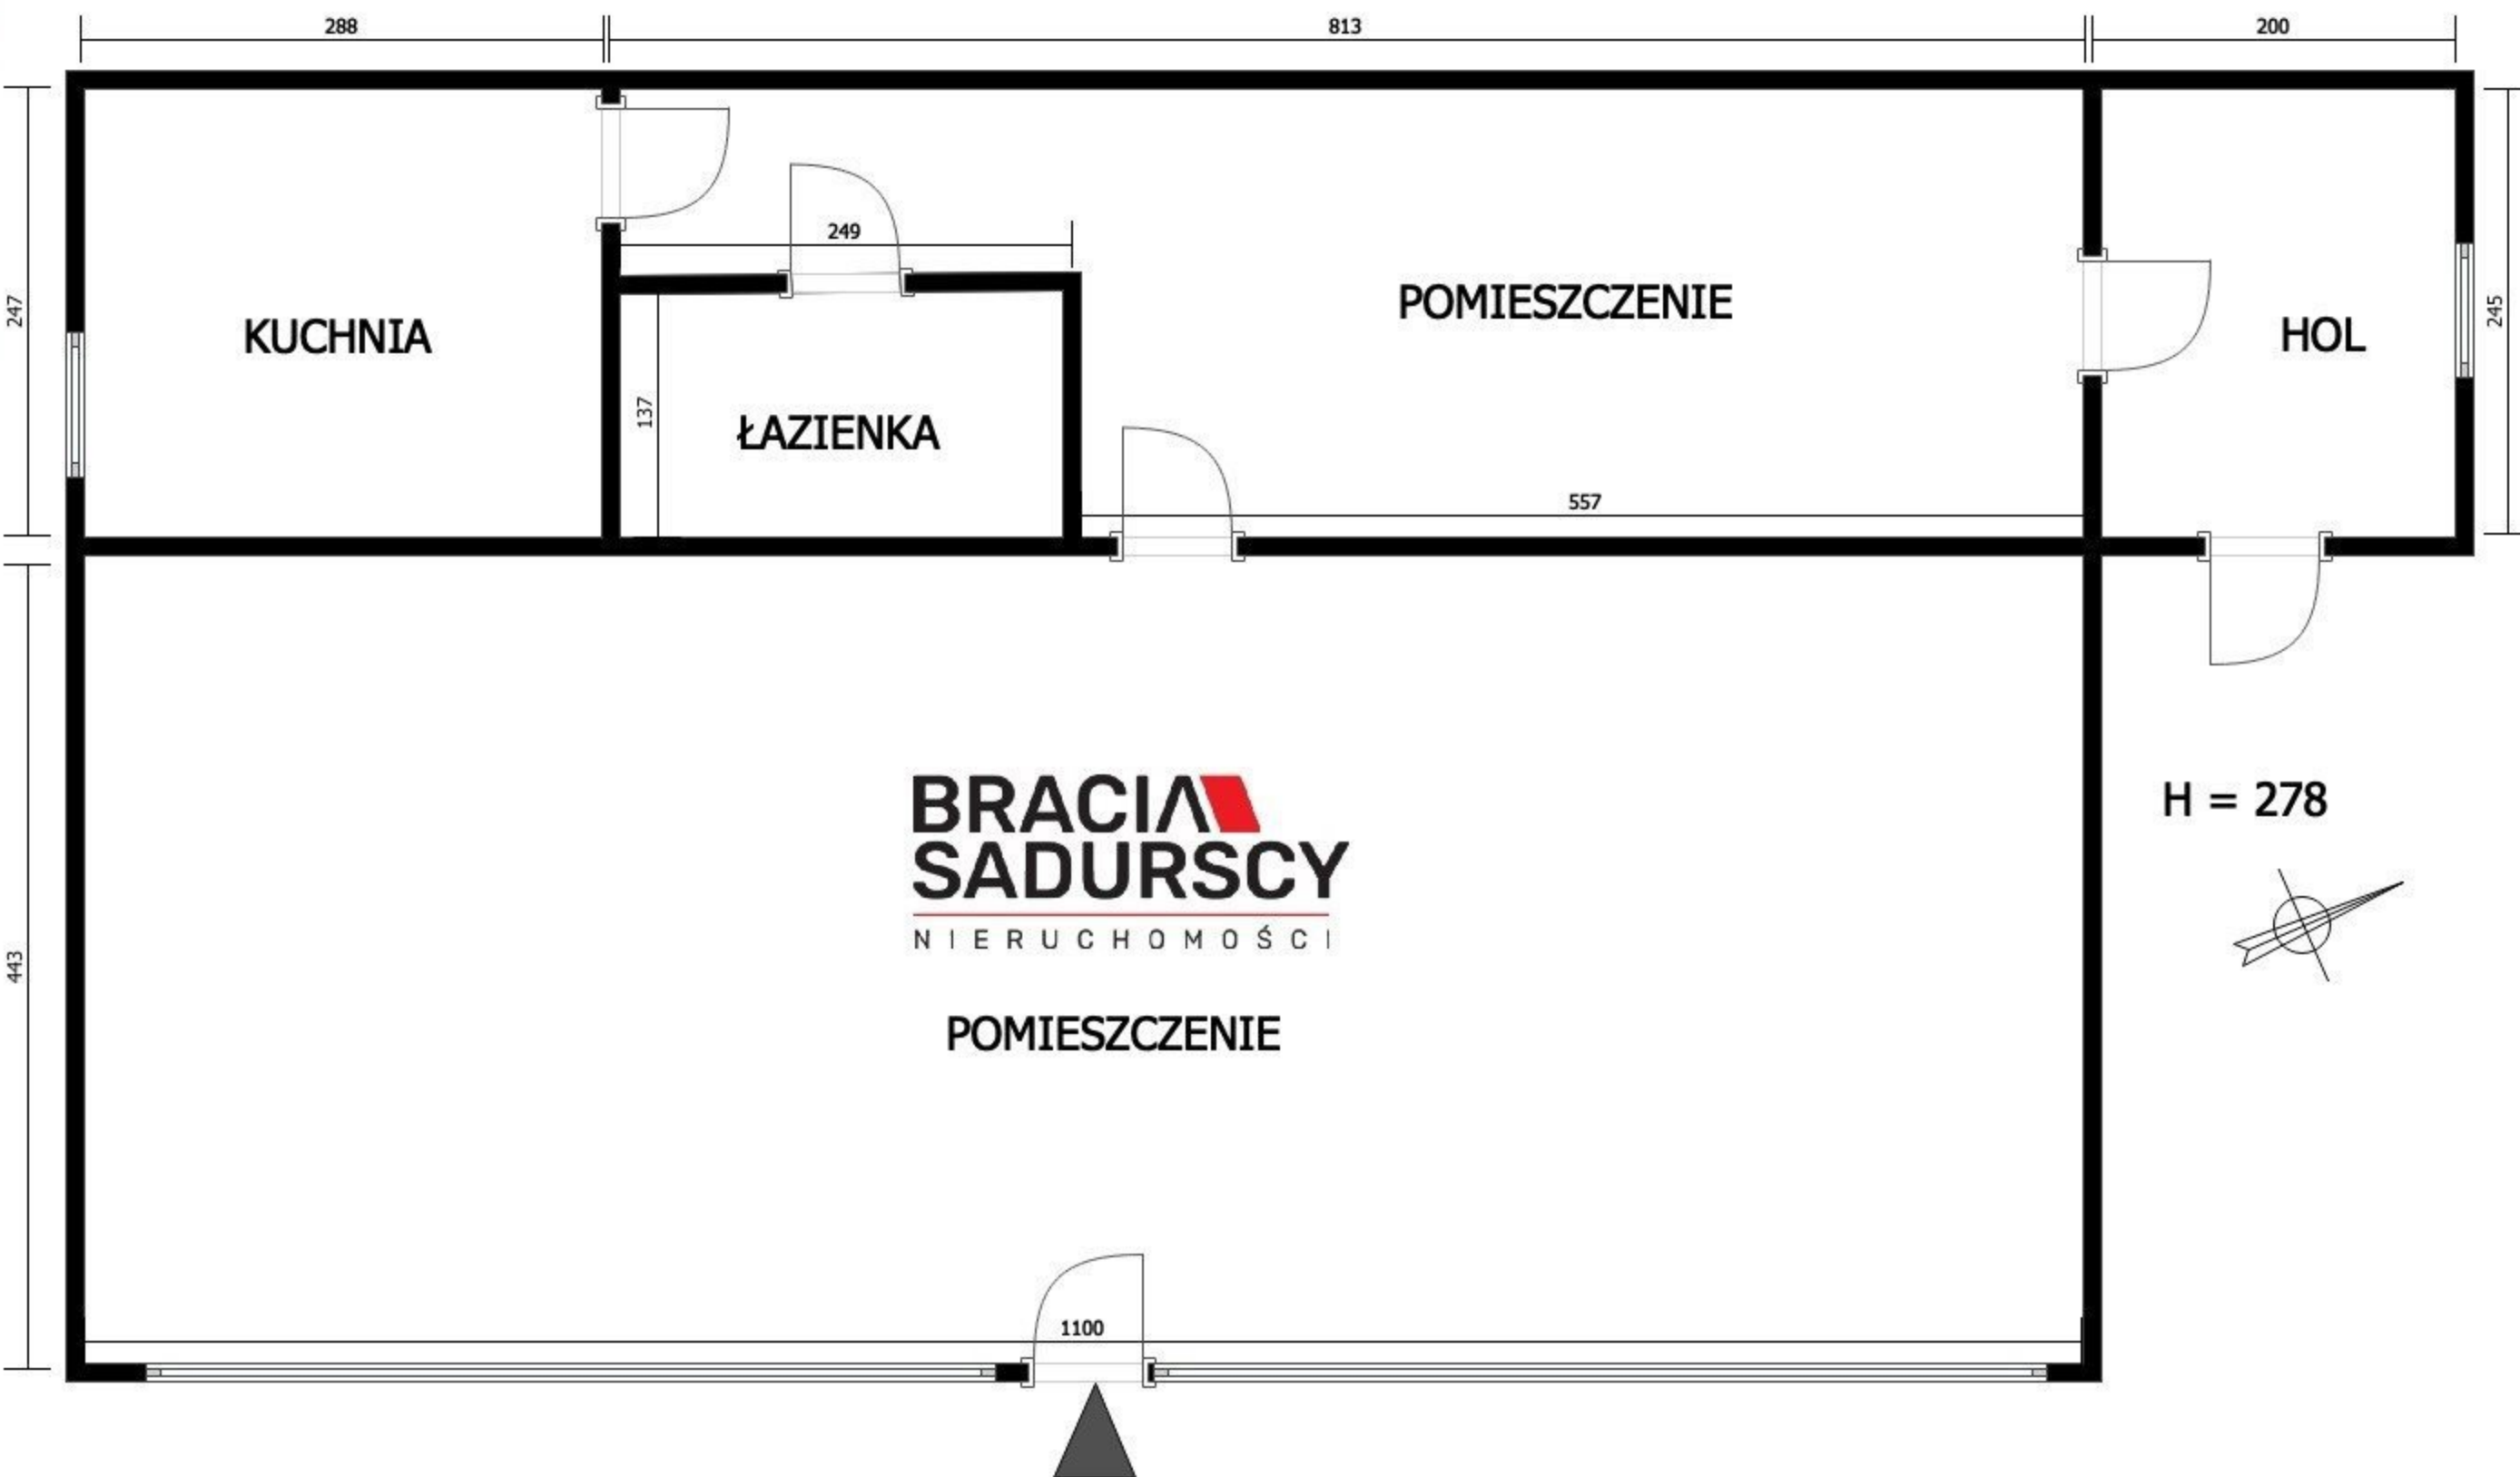 288
813
200
247
245
249
KUCHNIA
POMIESZCZENIE
HOL
137
ŁAZIENKA
557
443
BRACIA
SADURSCY
NIERUCHOMOŚCI
H = 278
POMIESZCZENIE
1100